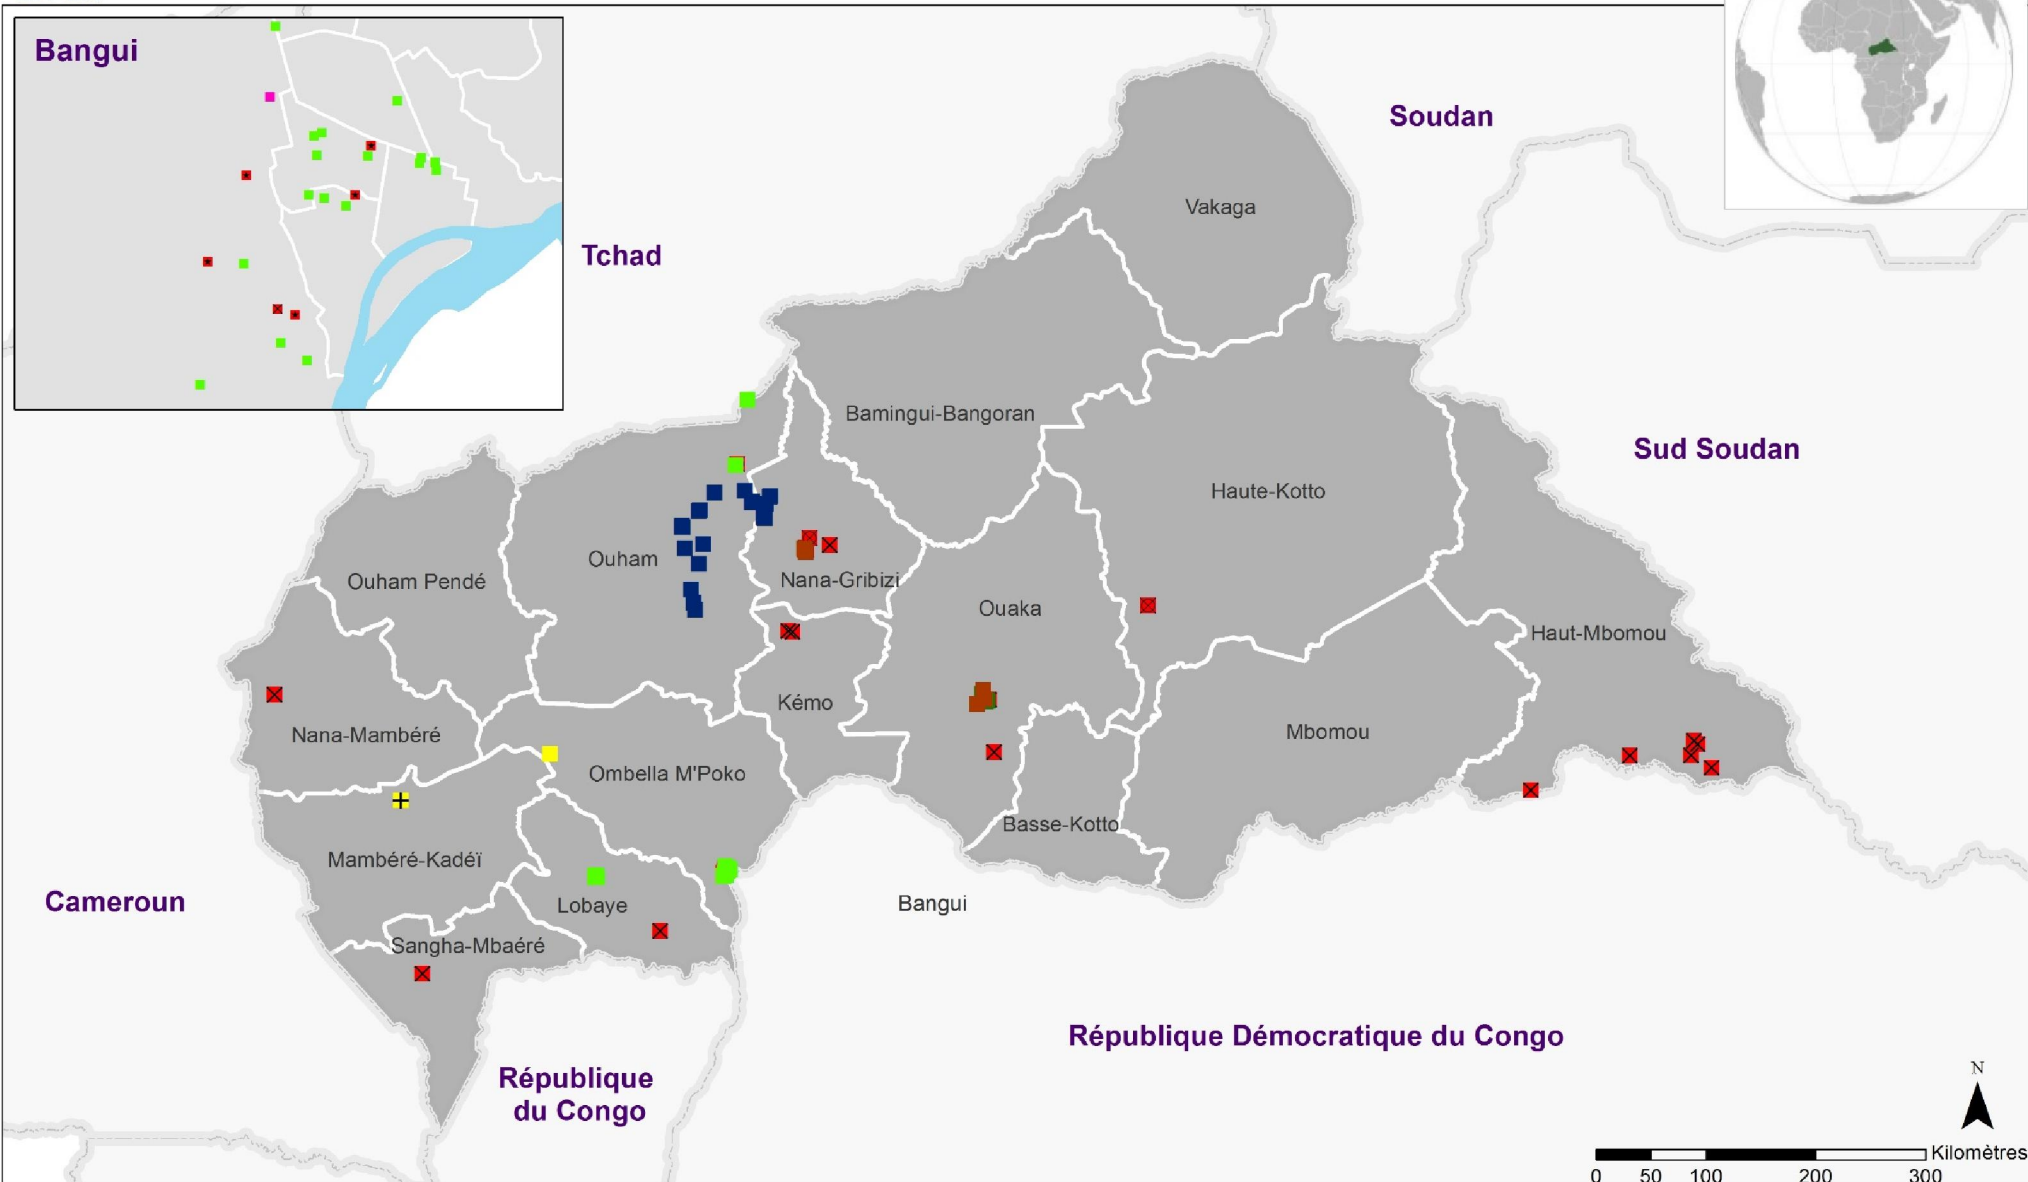 Bangui
Soudan
Vakaga
Tchad
Bamingui-Bangoran
Sud Soudan
Haute-Kotto
Ouham
Ouham Pendé
Nana-Gribizi
Ouaka
Haut-Mbomou
Kémo
Nana-Mambéré
Mbomou
Ombella M'Poko
Basse-Kotto
Mambéré-Kadéï
Cameroun
Lobaye
Bangui
Sangha-Mbaéré
République Démocratique du Congo
République
du Congo
N
Kilomètres
0 50 100 200 300